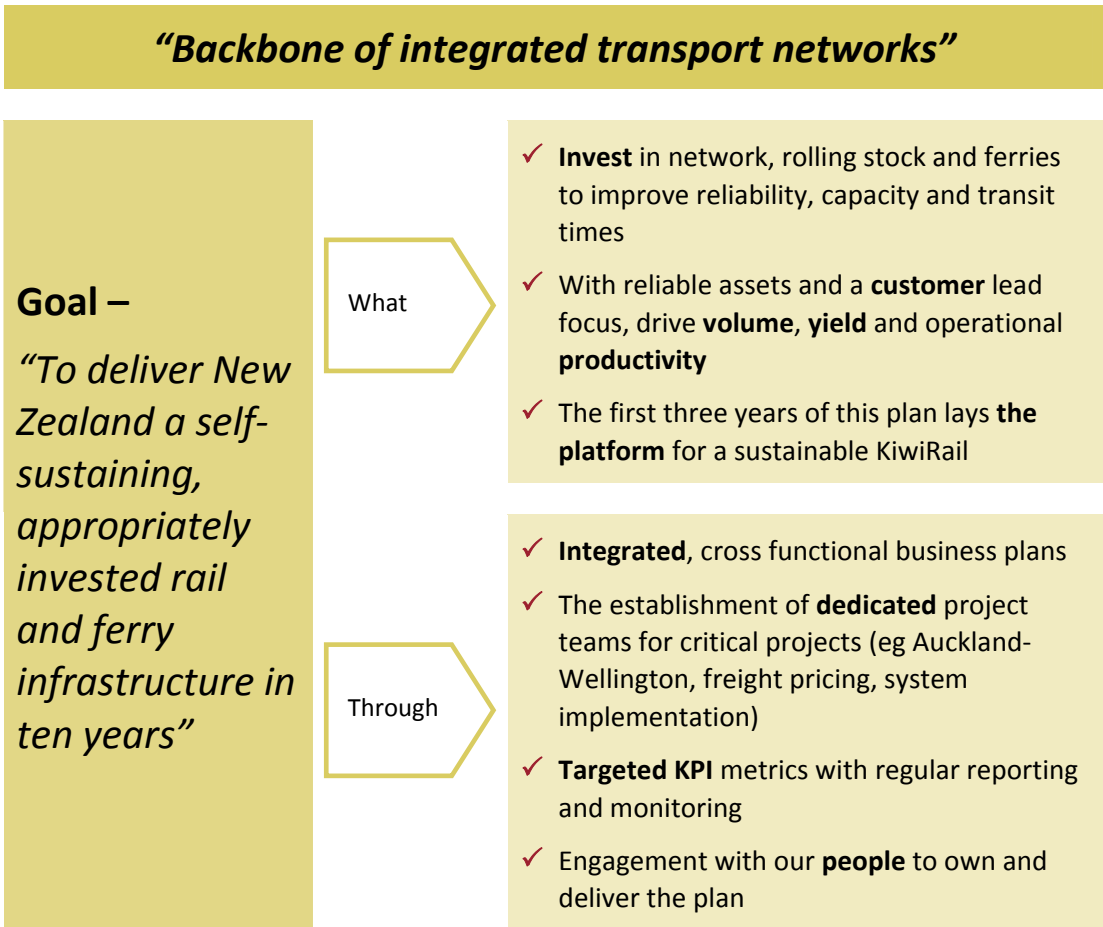 “Backbone of integrated transport networks”
Goal –
“To deliver New
Zealand a self-
sustaining,
appropriately
invested rail
and ferry
infrastructure in
ten years”
What
Invest in network, rolling stock and ferries
to improve reliability, capacity and transit
times
With reliable assets and a customer lead
focus, drive volume, yield and operational
productivity
The first three years of this plan lays the
platform for a sustainable KiwiRail
Through
Integrated, cross functional business plans
The establishment of dedicated project
teams for critical projects (eg Auckland-
Wellington, freight pricing, system
implementation)
Targeted KPI metrics with regular reporting
and monitoring
Engagement with our people to own and
deliver the plan